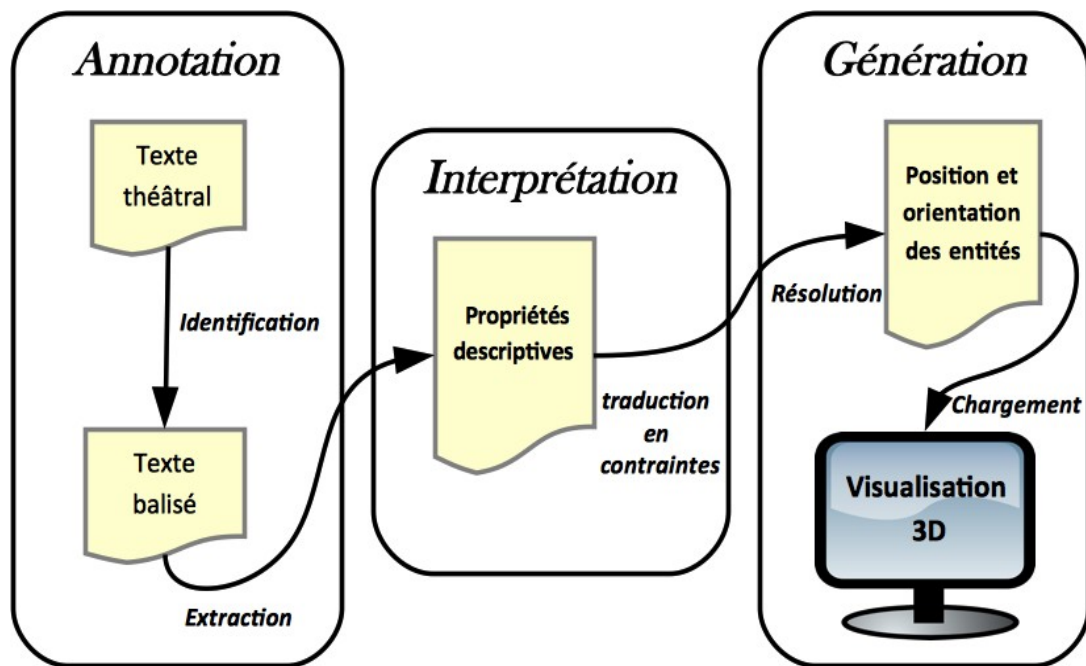 Annotation
Texte
théâtral
Identification
Texte
balisé
Extraction
Interprétation
Propriétés
descriptives
traduction
en
contraintes
Génération
Position et
orientation
des entités
Résolution
Chargement
Visualisation
3D